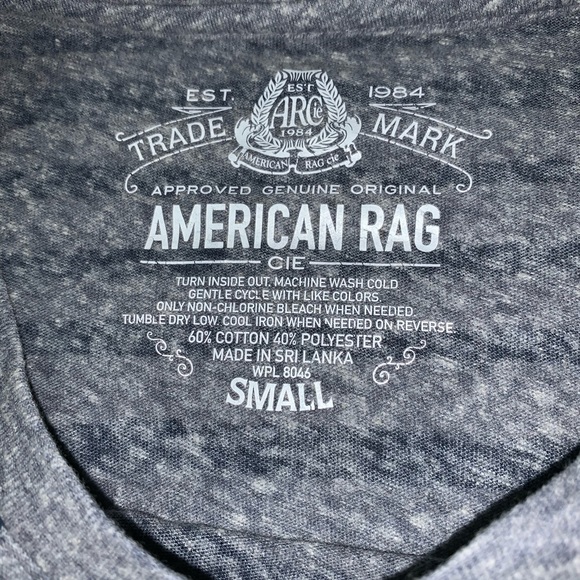 EST. 1984
TRADE MARK
EST
ARCie
1984
AMERICAN RAG cie
APPROVED GENUINE ORIGINAL
AMERICAN RAG
CIE
TURN INSIDE OUT. MACHINE WASH COLD
GENTLE CYCLE WITH LIKE COLORS.
ONLY NON-CHLORINE BLEACH WHEN NEEDED.
TUMBLE DRY LOW. COOL IRON WHEN NEEDED ON REVERSE.
60% COTTON 40% POLYESTER
MADE IN SRI LANKA
WPL 8046
SMALL